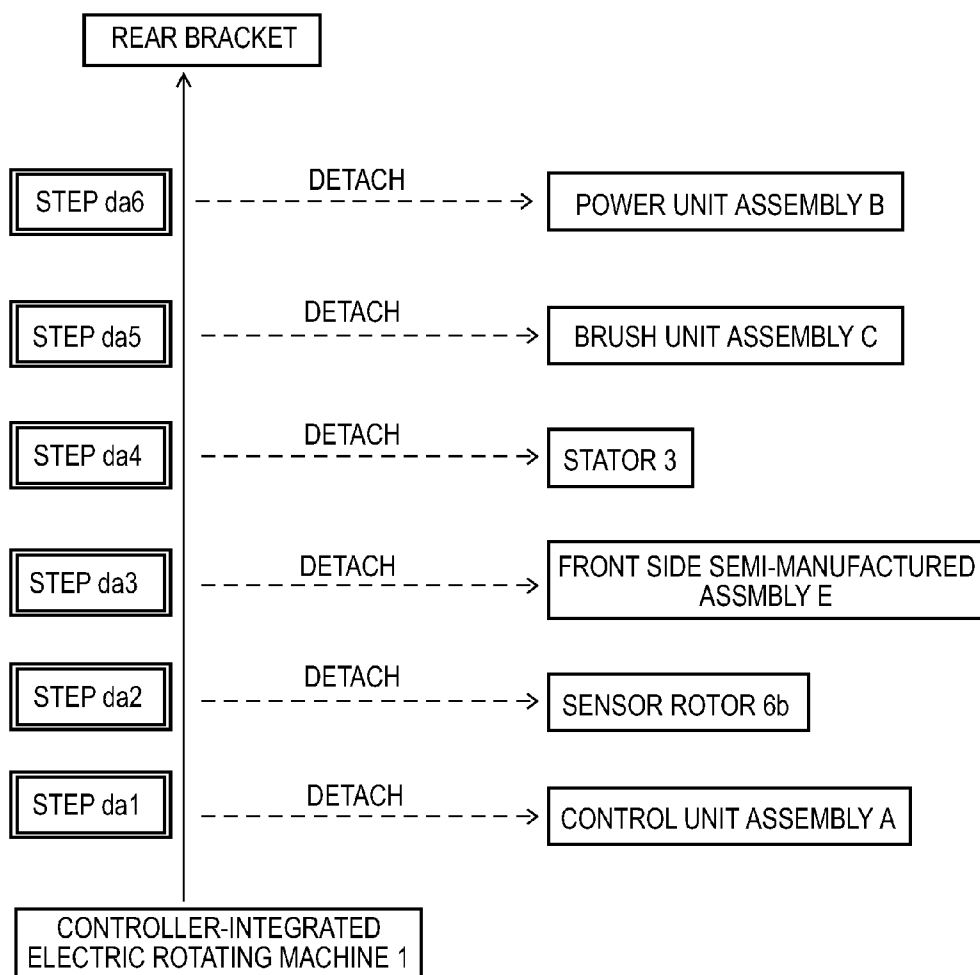 REAR BRACKET
STEP da6
DETACH
POWER UNIT ASSEMBLY B
STEP da5
DETACH
BRUSH UNIT ASSEMBLY C
STEP da4
DETACH
STATOR 3
STEP da3
DETACH
FRONT SIDE SEMI-MANUFACTURED
ASSMBLY E
STEP da2
DETACH
SENSOR ROTOR 6b
STEP da1
DETACH
CONTROL UNIT ASSEMBLY A
CONTROLLER-INTEGRATED
ELECTRIC ROTATING MACHINE 1